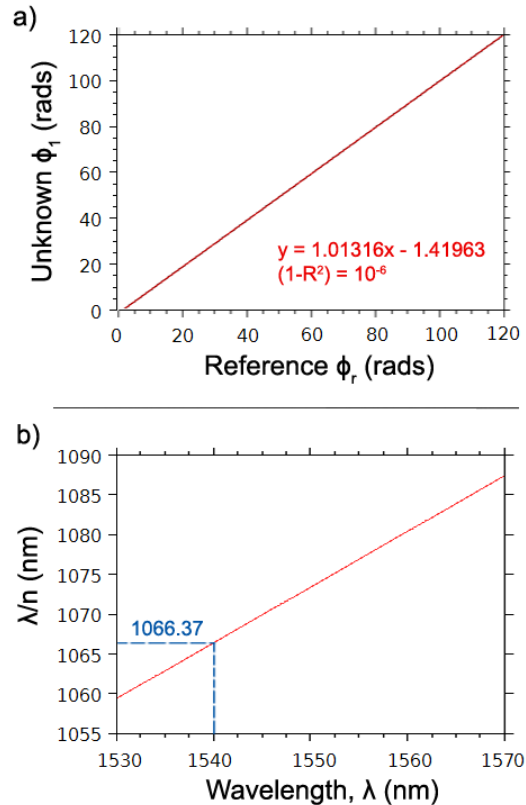 a)
Unknown ϕ₁ (rads)
120
100
80
60
40
20
0
y = 1.01316x - 1.41963
(1-R²) = 10⁻⁶
0 20 40 60 80 100 120
Reference ϕᵣ (rads)
b)
λ/n (nm)
1090
1085
1080
1075
1070
1065
1060
1055
1066.37
1530 1540 1550 1560 1570
Wavelength, λ (nm)